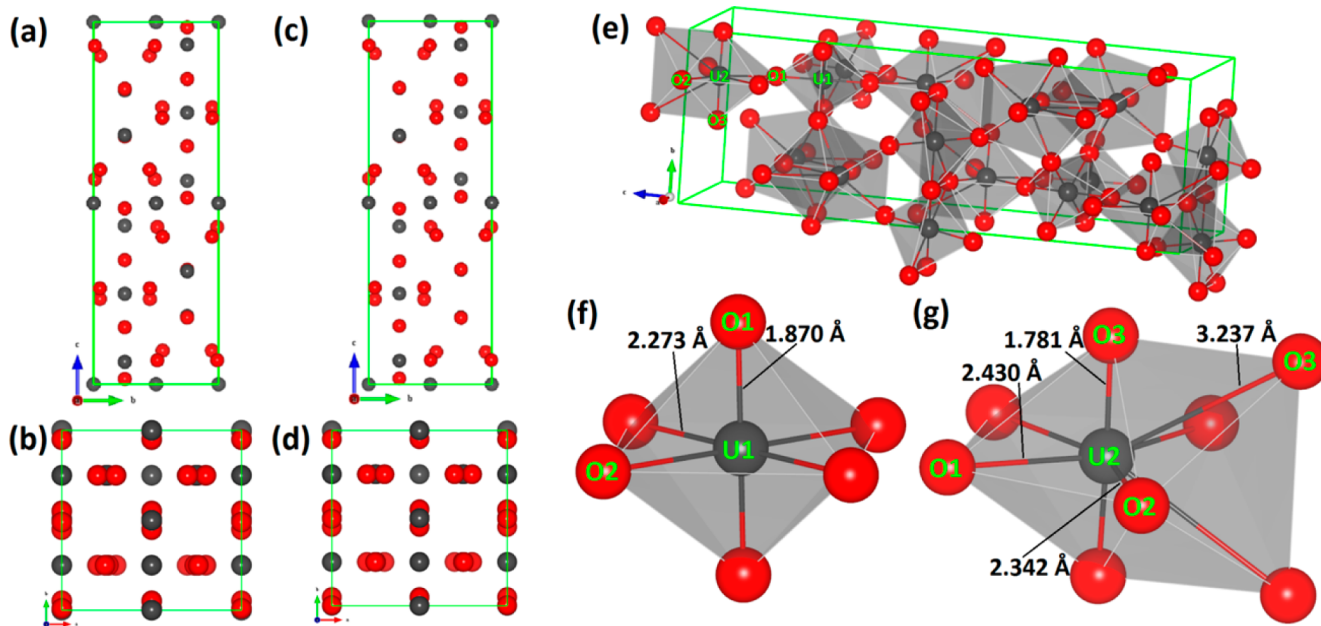 (a)
c
b
(c)
c
b
(e)
O2
U2
O1
U1
O3
b
c
(b)
(d)
(f)
O1
2.273 Å
1.870 Å
O2
U1
(g)
O3
1.781 Å
3.237 Å
O3
2.430 Å
O1
U2
O2
2.342 Å